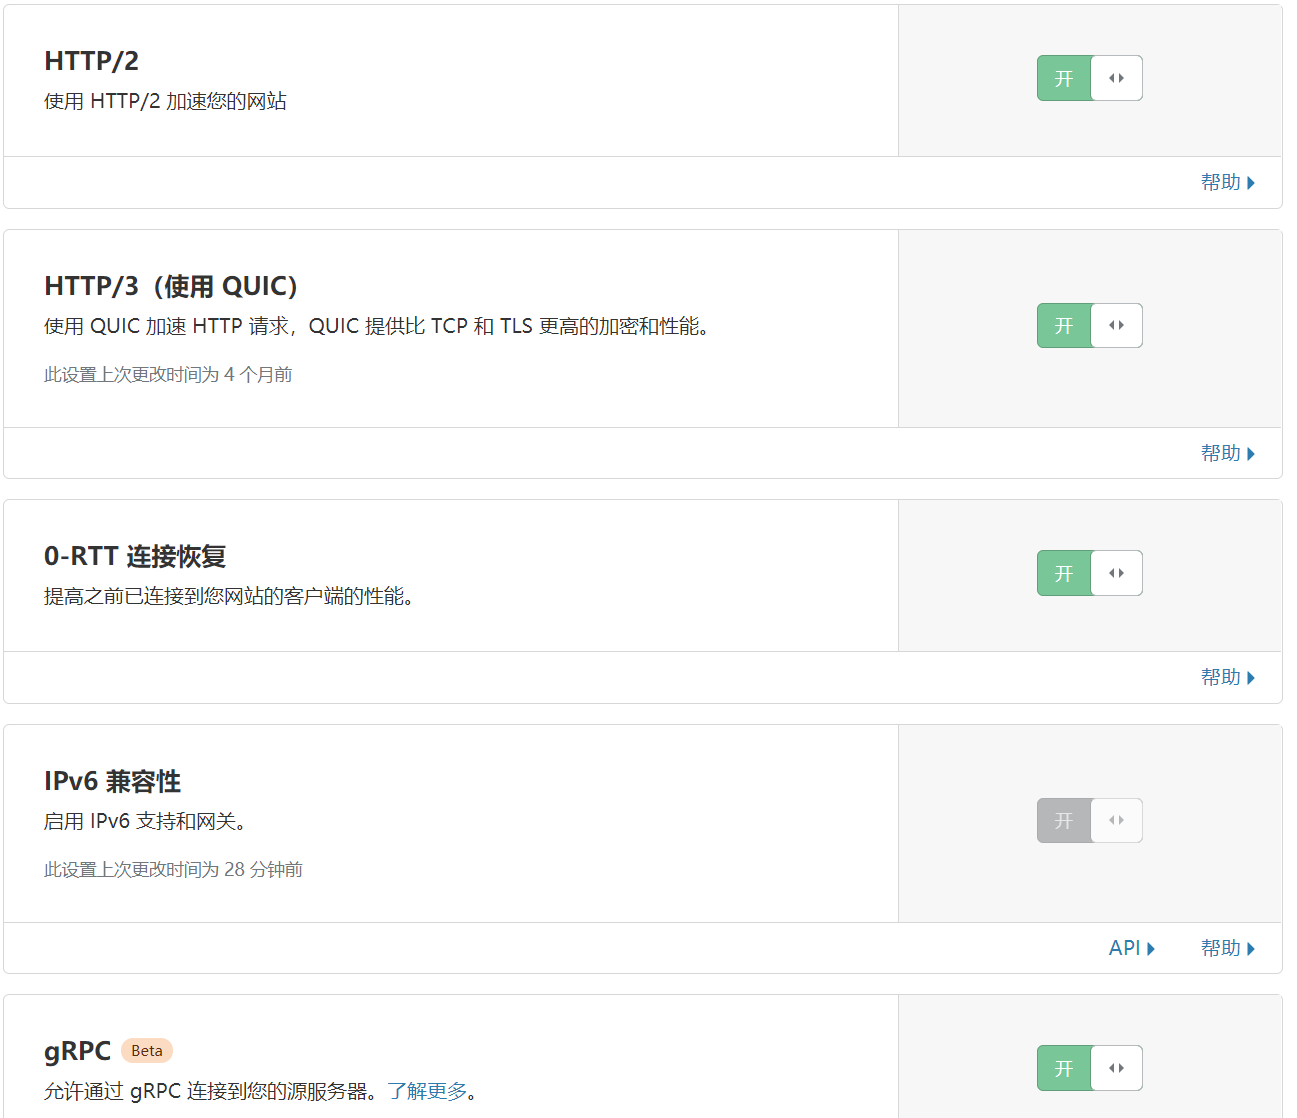 HTTP/2
使用 HTTP/2 加速您的网站
开
帮助
HTTP/3（使用 QUIC）
使用 QUIC 加速 HTTP 请求，QUIC 提供比 TCP 和 TLS 更高的加密和性能。
此设置上次更改时间为 4 个月前
开
帮助
0-RTT 连接恢复
提高之前已连接到您网站的客户端的性能。
开
帮助
IPv6 兼容性
启用 IPv6 支持和网关。
此设置上次更改时间为 28 分钟前
开
API 帮助
gRPC Beta
允许通过 gRPC 连接到您的源服务器。了解更多。
开